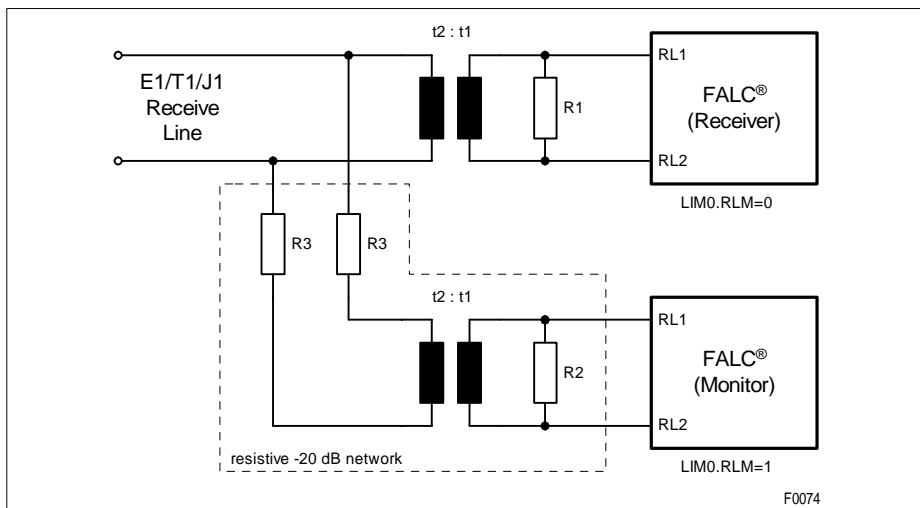 t2 : t1
E1/T1/J1
Receive
Line
R1
RL1
RL2
FALC®
(Receiver)
LIM0.RLM=0
R3
R3
t2 : t1
R2
RL1
RL2
FALC®
(Monitor)
resistive -20 dB network
LIM0.RLM=1
F0074